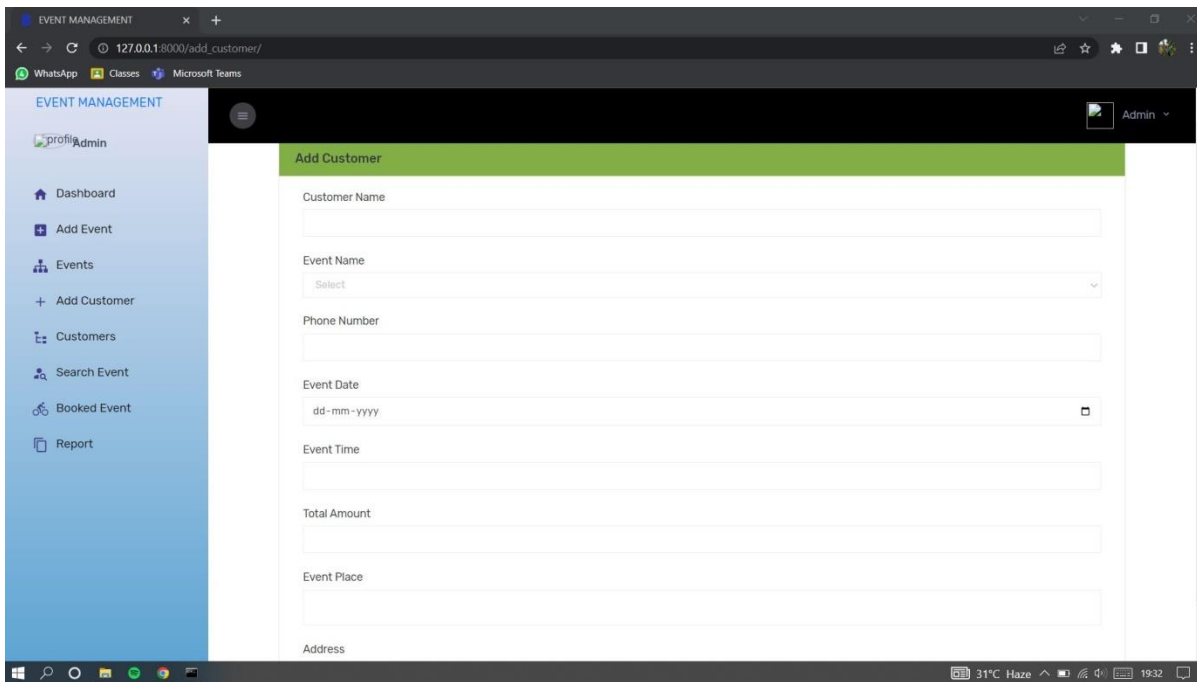 EVENT MANAGEMENT
127.0.0.1:8000/add_customer/
WhatsApp Classes Microsoft Teams
EVENT MANAGEMENT
profile Admin
Admin
Dashboard
Add Event
Events
Add Customer
Customers
Search Event
Booked Event
Report
Add Customer
Customer Name
Event Name
Select
Phone Number
Event Date
dd-mm-yyyy
Event Time
Total Amount
Event Place
Address
31°C Haze 19:32